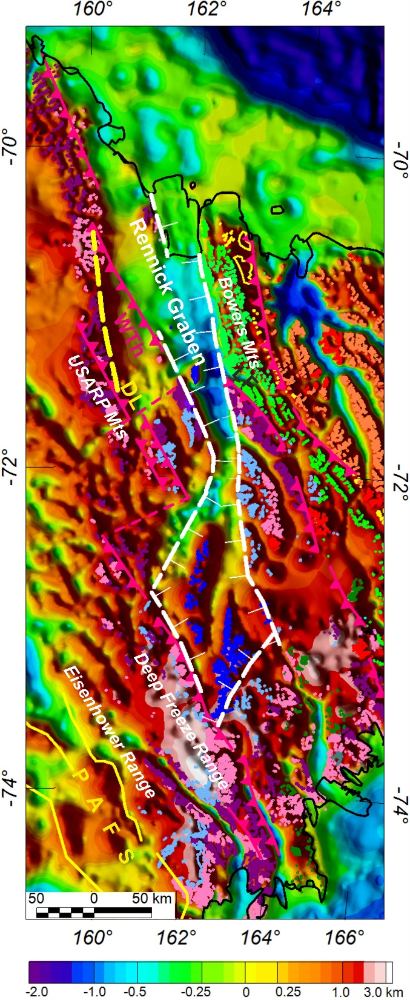 160° 162° 164°
-70° -70°
Rennick Graben
Bowers Mts
WTh
USARP Mts
DL
-72° -72°
Deep Freeze Range
Eisenhower Range
PAFS
-74° -74°
50 0 50 km
160° 162° 164° 166°
-2.0 -1.0 -0.5 -0.25 0 0.25 1.0 3.0 km